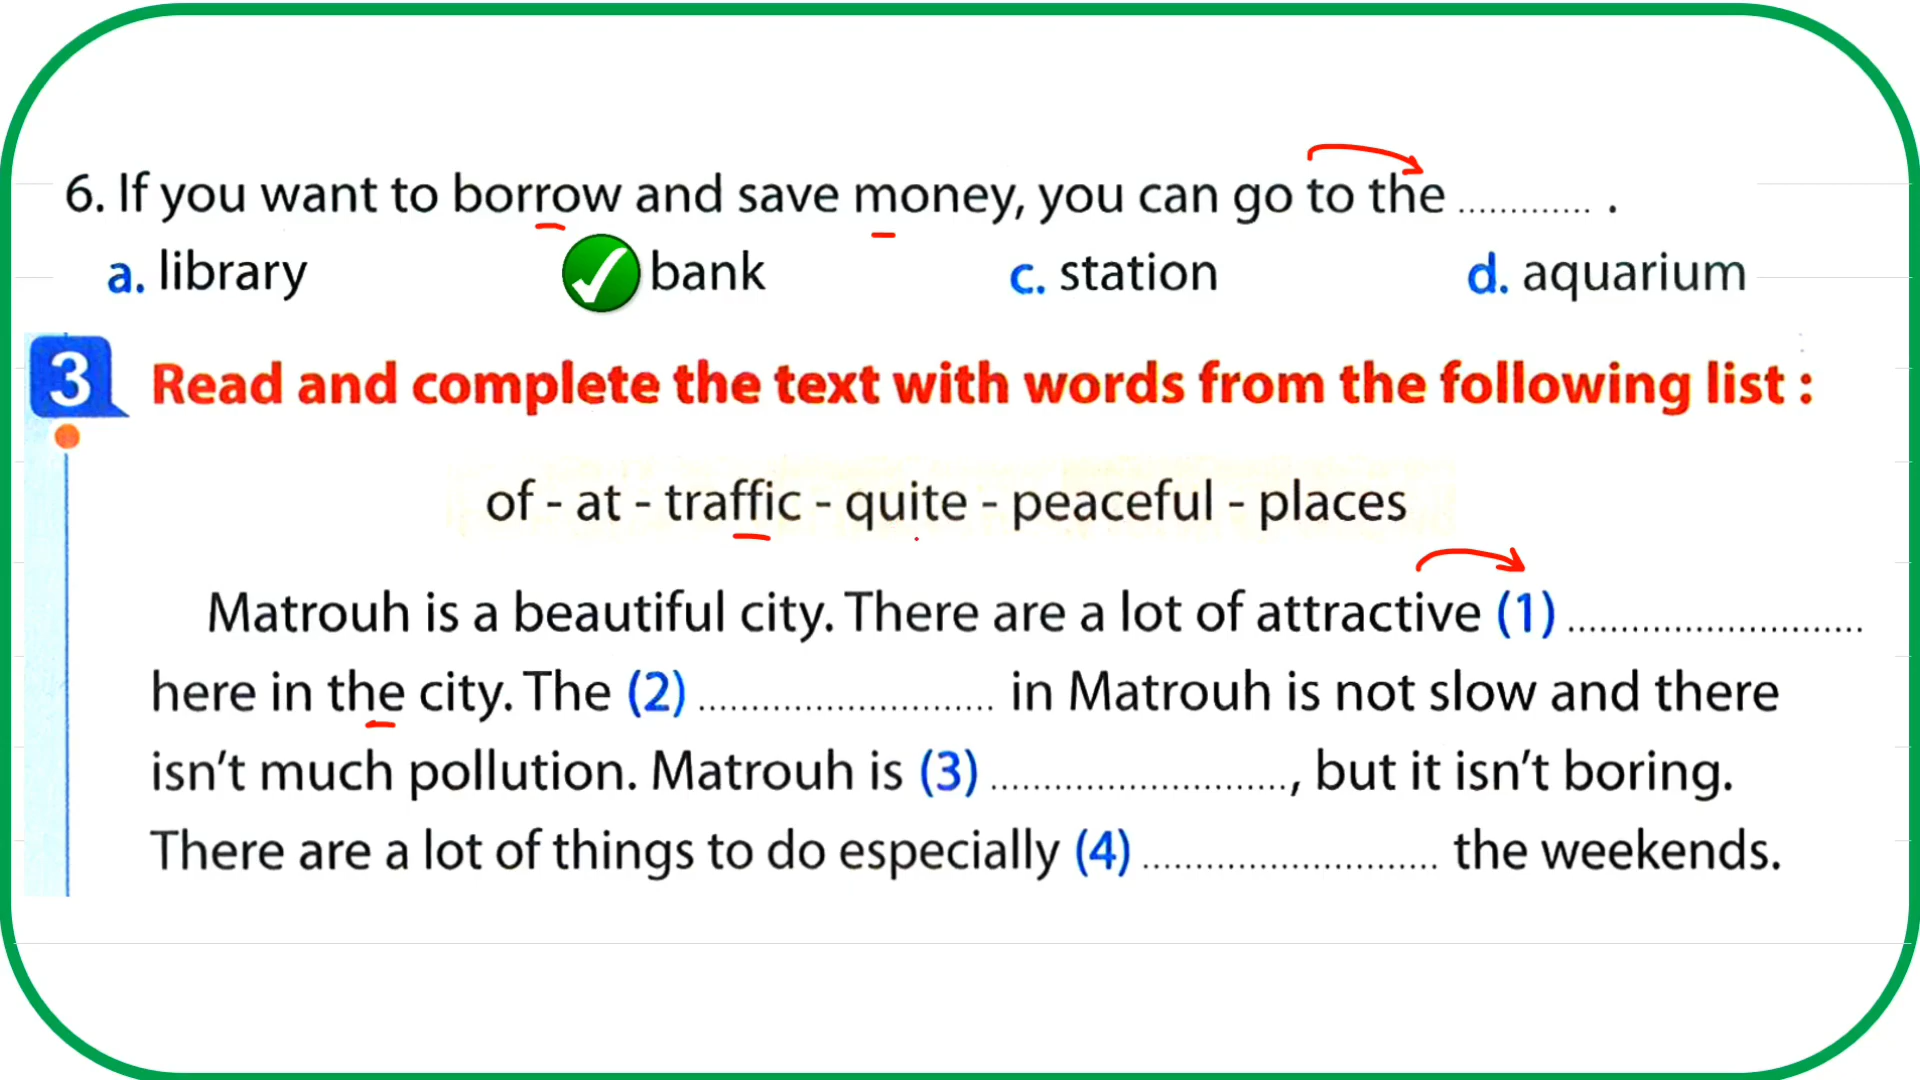 6. If you want to borrow and save money, you can go to the ............. .
a. library bank c. station d. aquarium
3 Read and complete the text with words from the following list :
of - at - traffic - quite - peaceful - places
Matrouh is a beautiful city. There are a lot of attractive (1) ............................
here in the city. The (2) ............................ in Matrouh is not slow and there
isn't much pollution. Matrouh is (3) ............................, but it isn't boring.
There are a lot of things to do especially (4) ............................ the weekends.